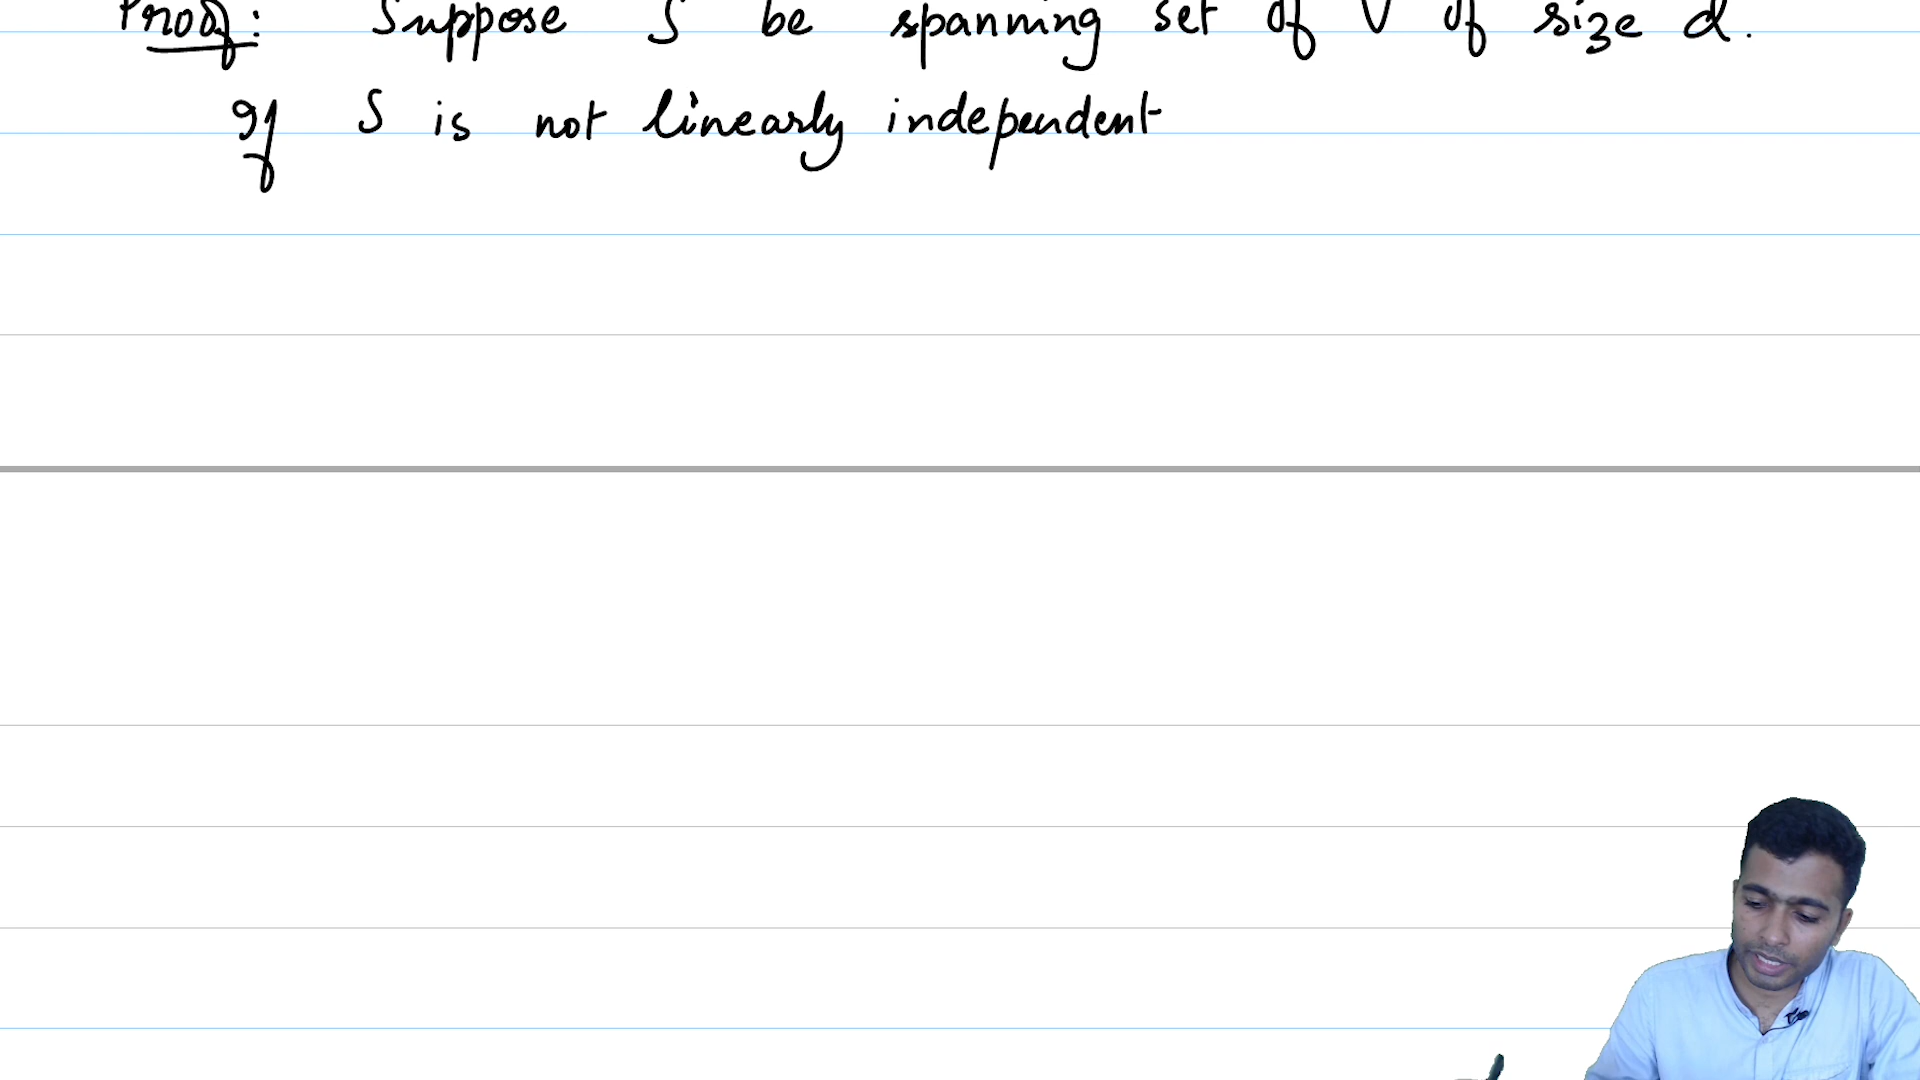 Proof: Suppose S be spanning set of V of size d.
If S is not linearly independent